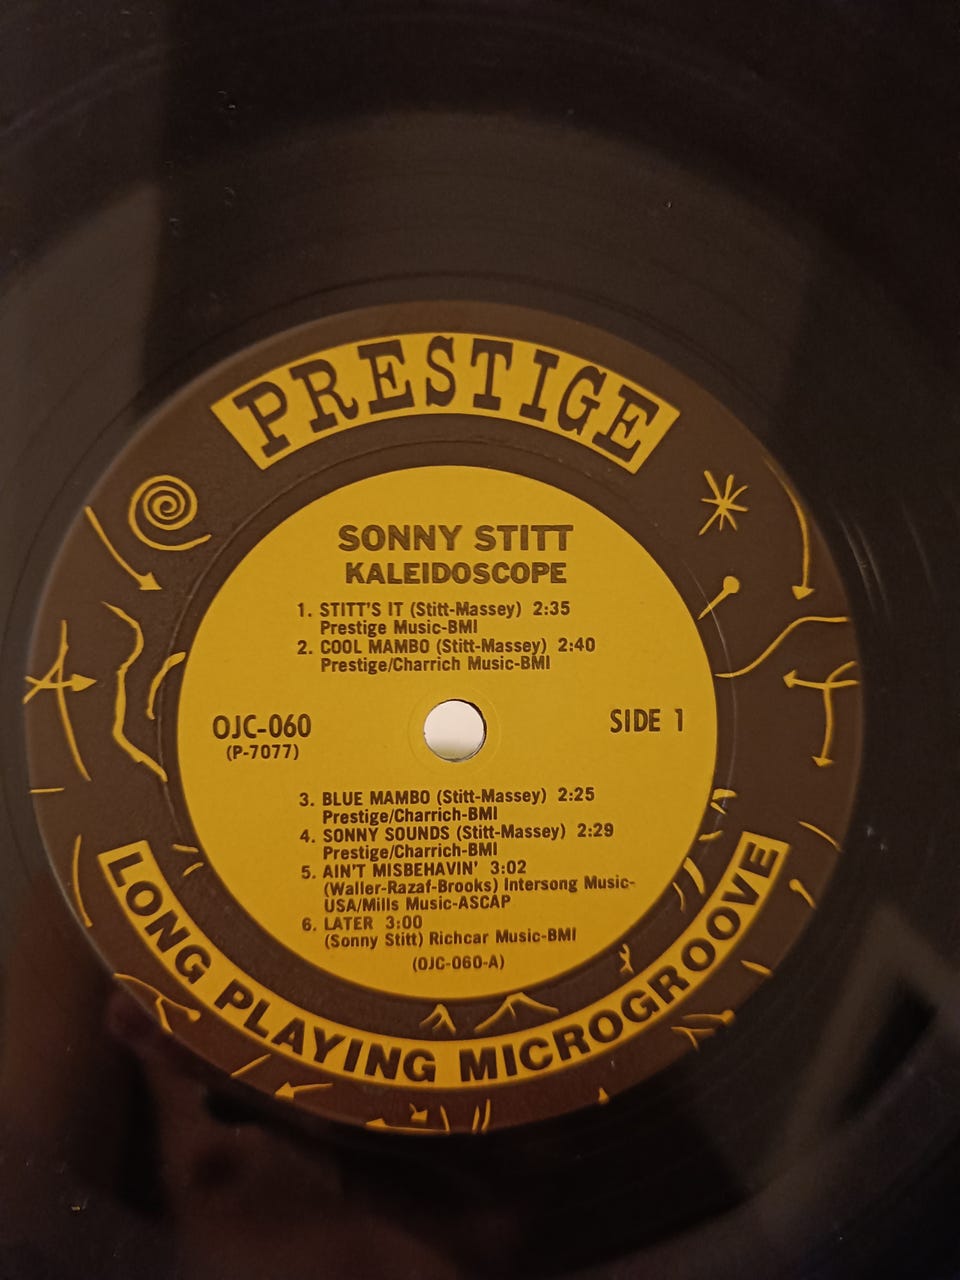 PRESTIGE
SONNY STITT
KALEIDOSCOPE
1. STITT'S IT (Stitt-Massey) 2:35
Prestige Music-BMI
2. COOL MAMBO (Stitt-Massey) 2:40
Prestige/Charrich Music-BMI
OJC-060
(P-7077)
SIDE 1
3. BLUE MAMBO (Stitt-Massey) 2:25
Prestige/Charrich-BMI
4. SONNY SOUNDS (Stitt-Massey) 2:29
Prestige/Charrich-BMI
5. AIN'T MISBEHAVIN' 3:02
(Waller-Razaf-Brooks) Intersong Music-
USA/Mills Music-ASCAP
6. LATER 3:00
(Sonny Stitt) Richcar Music-BMI
(OJC-060-A)
LONG PLAYING MICROGROOVE